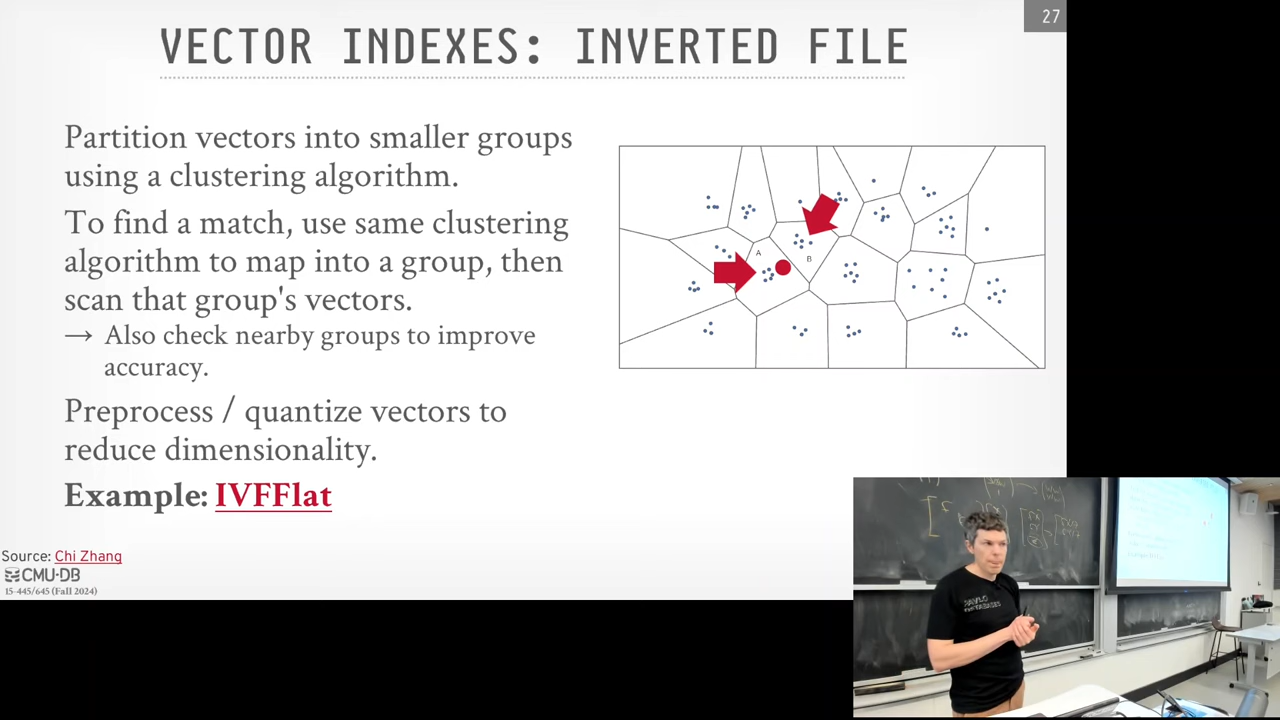 27
VECTOR INDEXES: INVERTED FILE
Partition vectors into smaller groups
using a clustering algorithm.
To find a match, use same clustering
algorithm to map into a group, then
scan that group's vectors.
→ Also check nearby groups to improve
accuracy.
Preprocess / quantize vectors to
reduce dimensionality.
Example: IVFFlat
A
B
Source: Chi Zhang
CMU·DB
15-445/645 (Fall 2024)